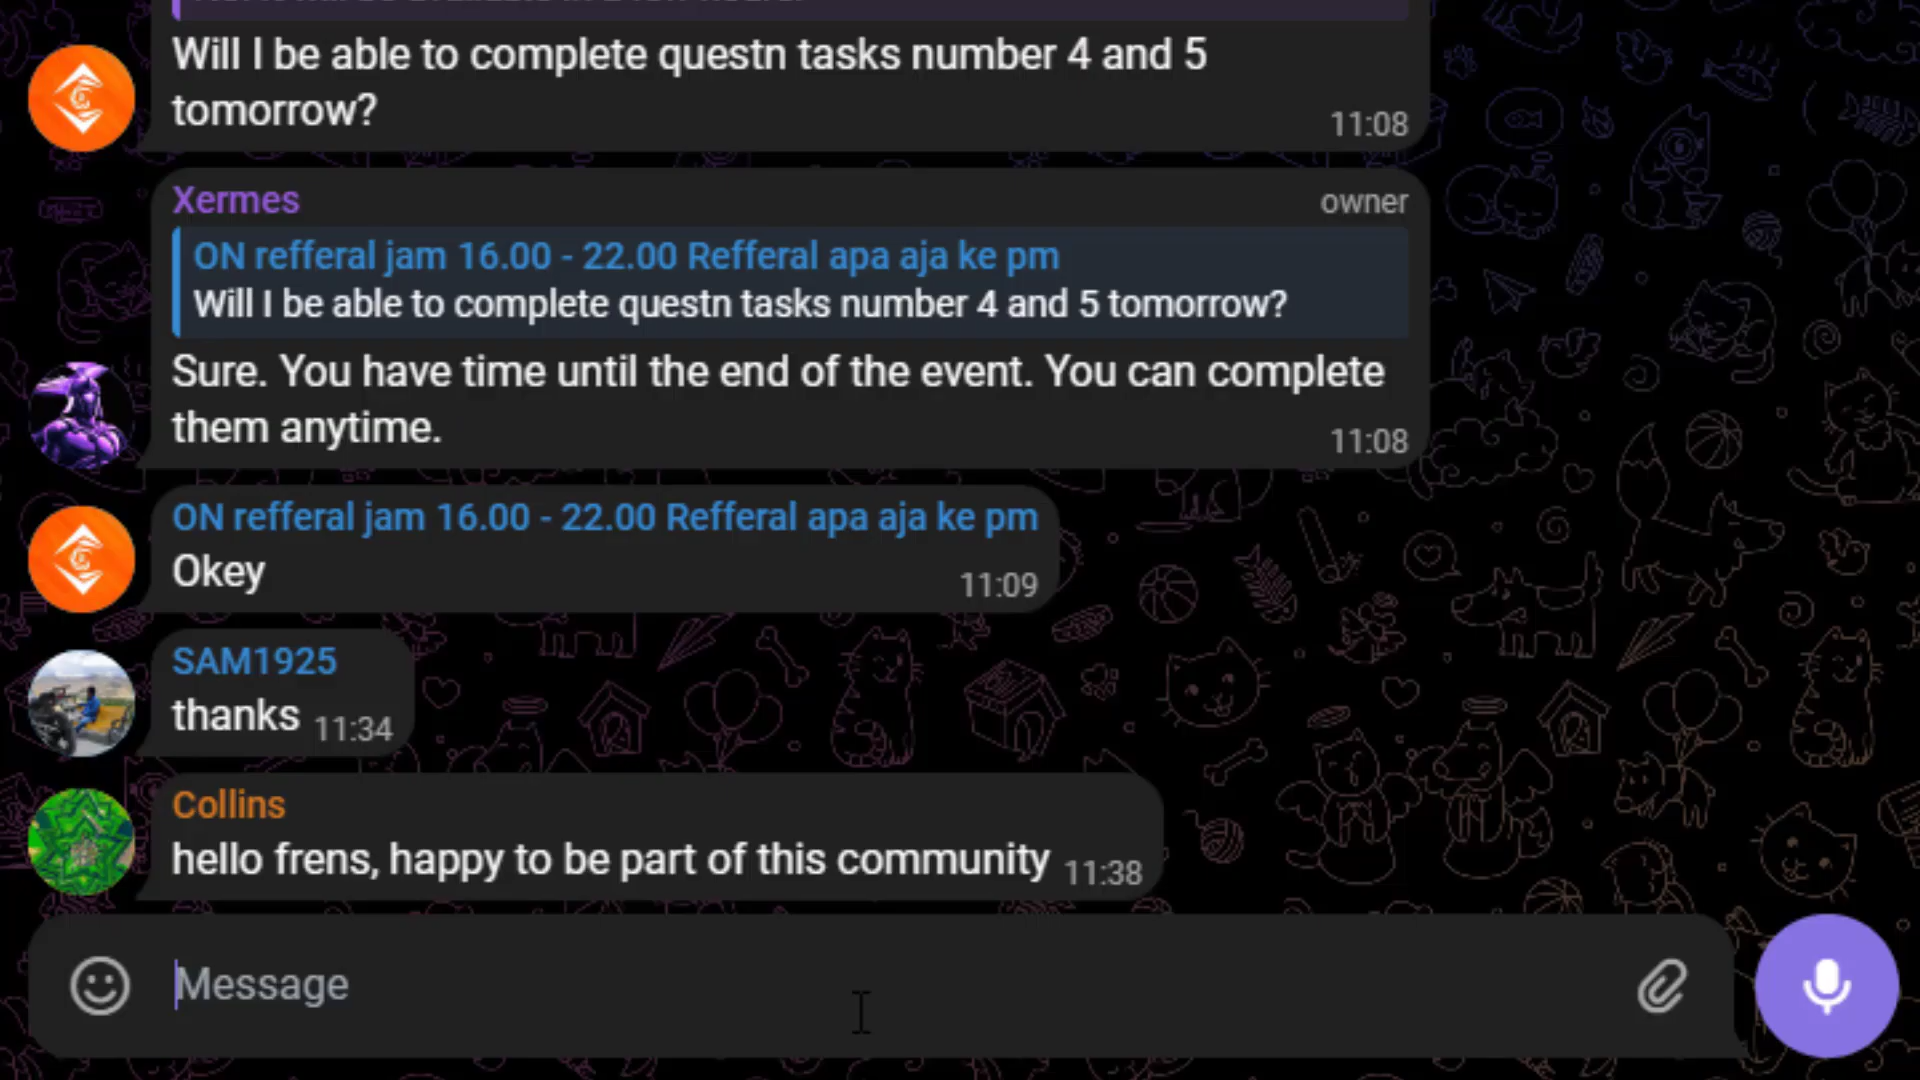 Will I be able to complete questn tasks number 4 and 5
tomorrow?
11:08
Xermes
owner
ON refferal jam 16.00 - 22.00 Refferal apa aja ke pm
Will I be able to complete questn tasks number 4 and 5 tomorrow?
Sure. You have time until the end of the event. You can complete
them anytime.
11:08
ON refferal jam 16.00 - 22.00 Refferal apa aja ke pm
Okey
11:09
SAM1925
thanks 11:34
Collins
hello frens, happy to be part of this community 11:38
Message